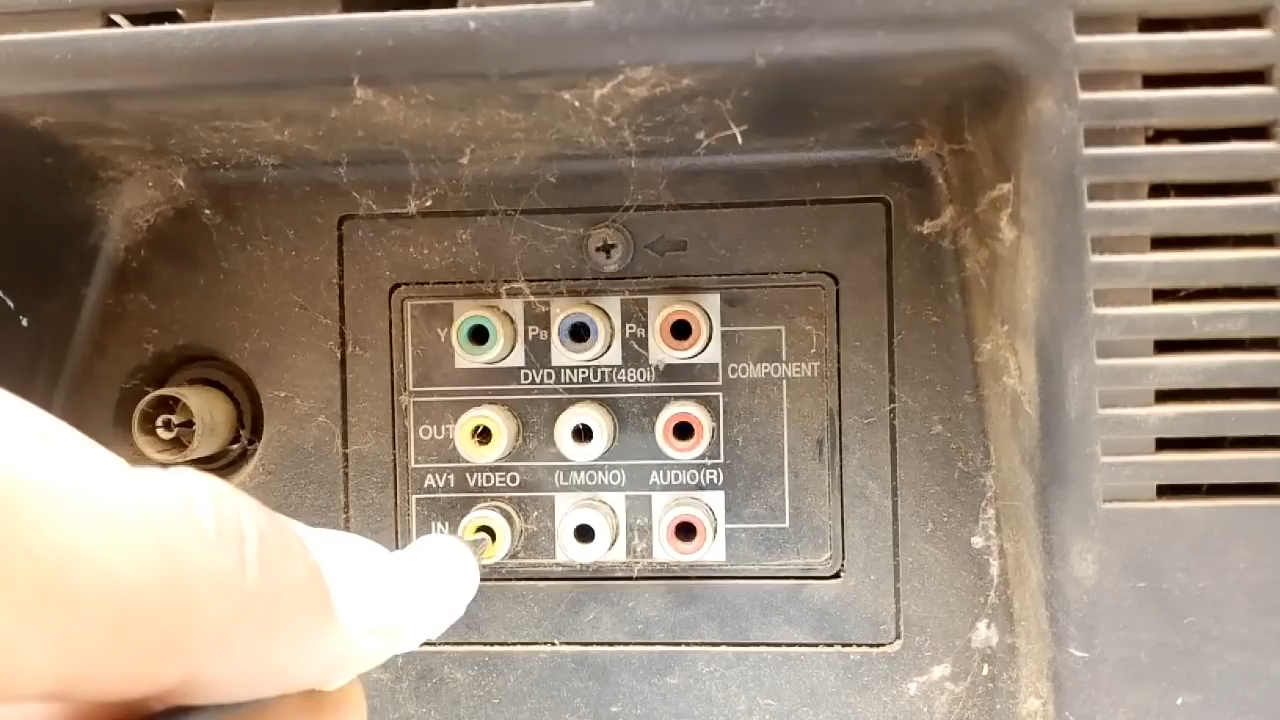 Y PB PR
DVD INPUT(480i)
COMPONENT
OUT
AV1 VIDEO (L/MONO) AUDIO(R)
IN